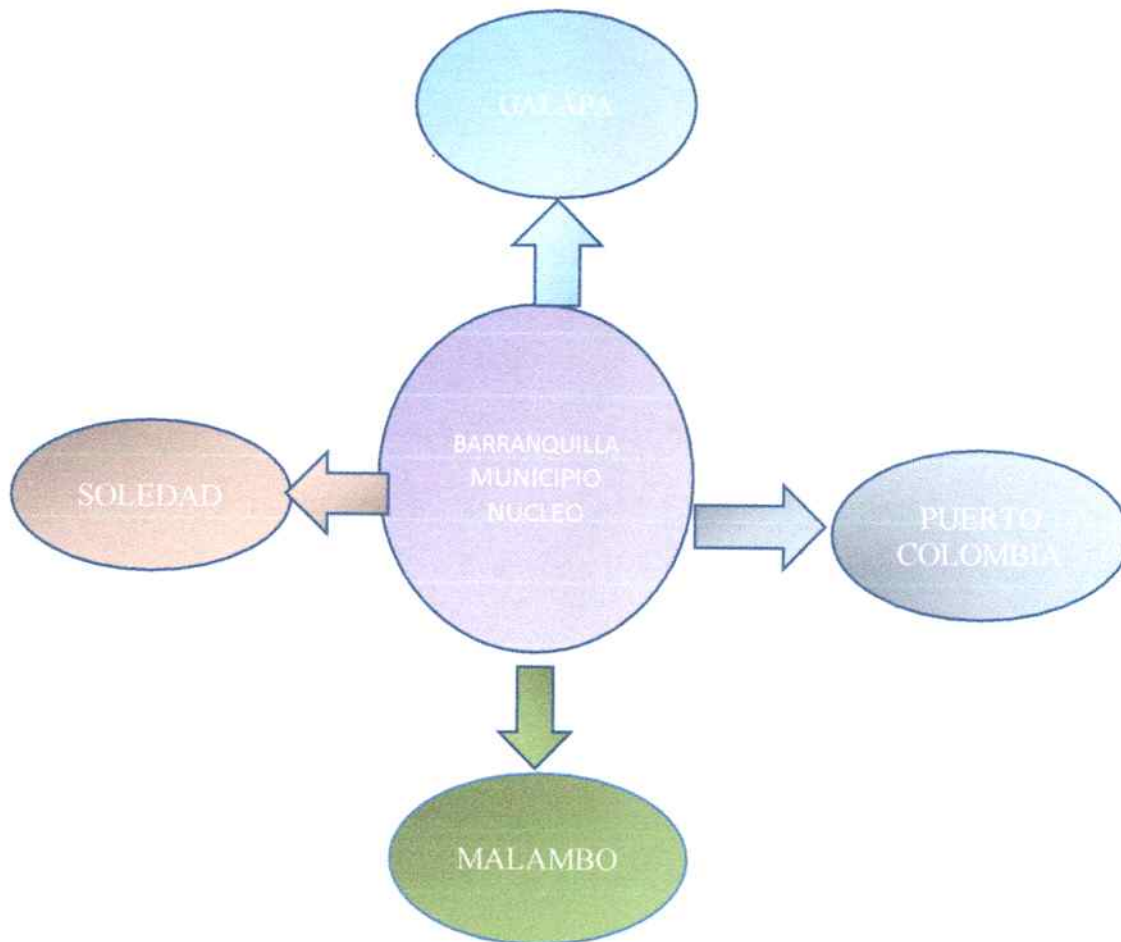 GALAPA
BARRANQUILLA
MUNICIPIO
NUCLEO
SOLEDAD
PUERTO
COLOMBIA
MALAMBO